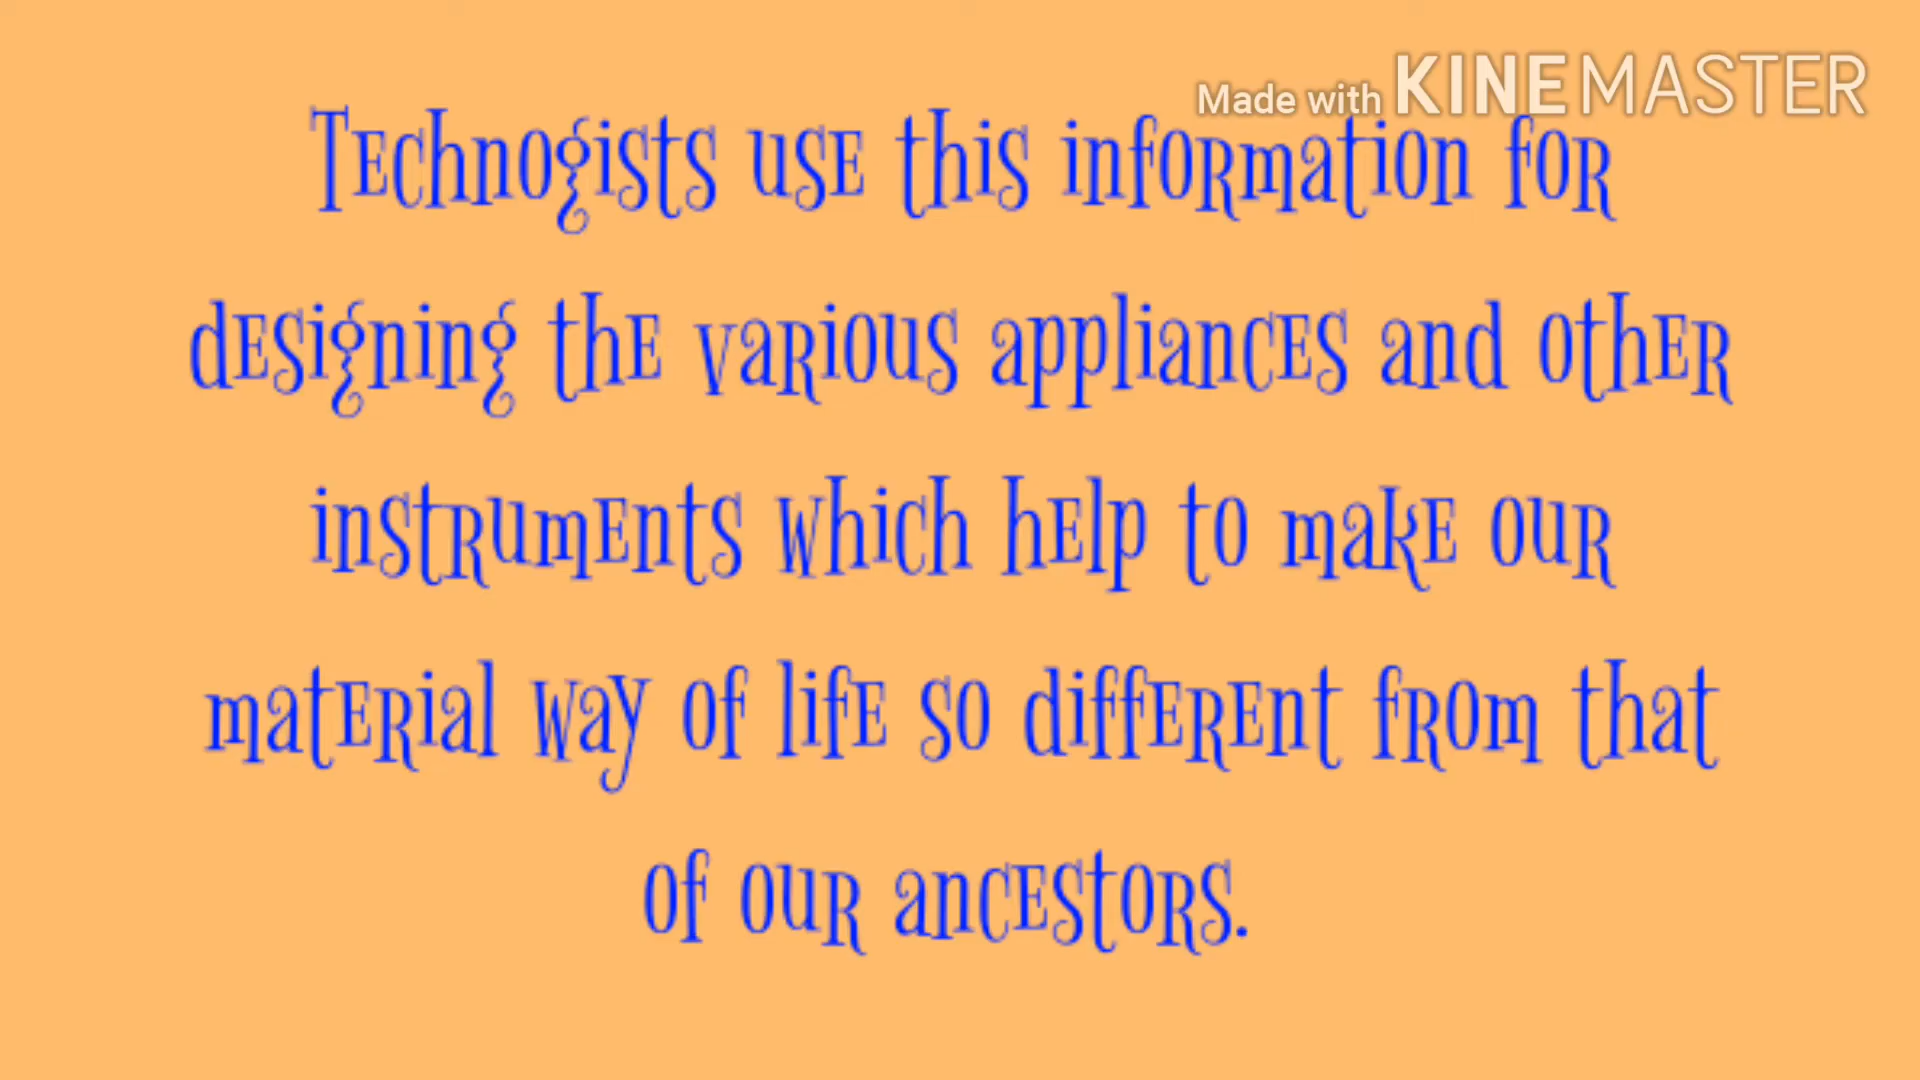 Made with KINEMASTER
Technogists use this information for
designing the various appliances and other
instruments which help to make our
material way of life so different from that
of our ancestors.